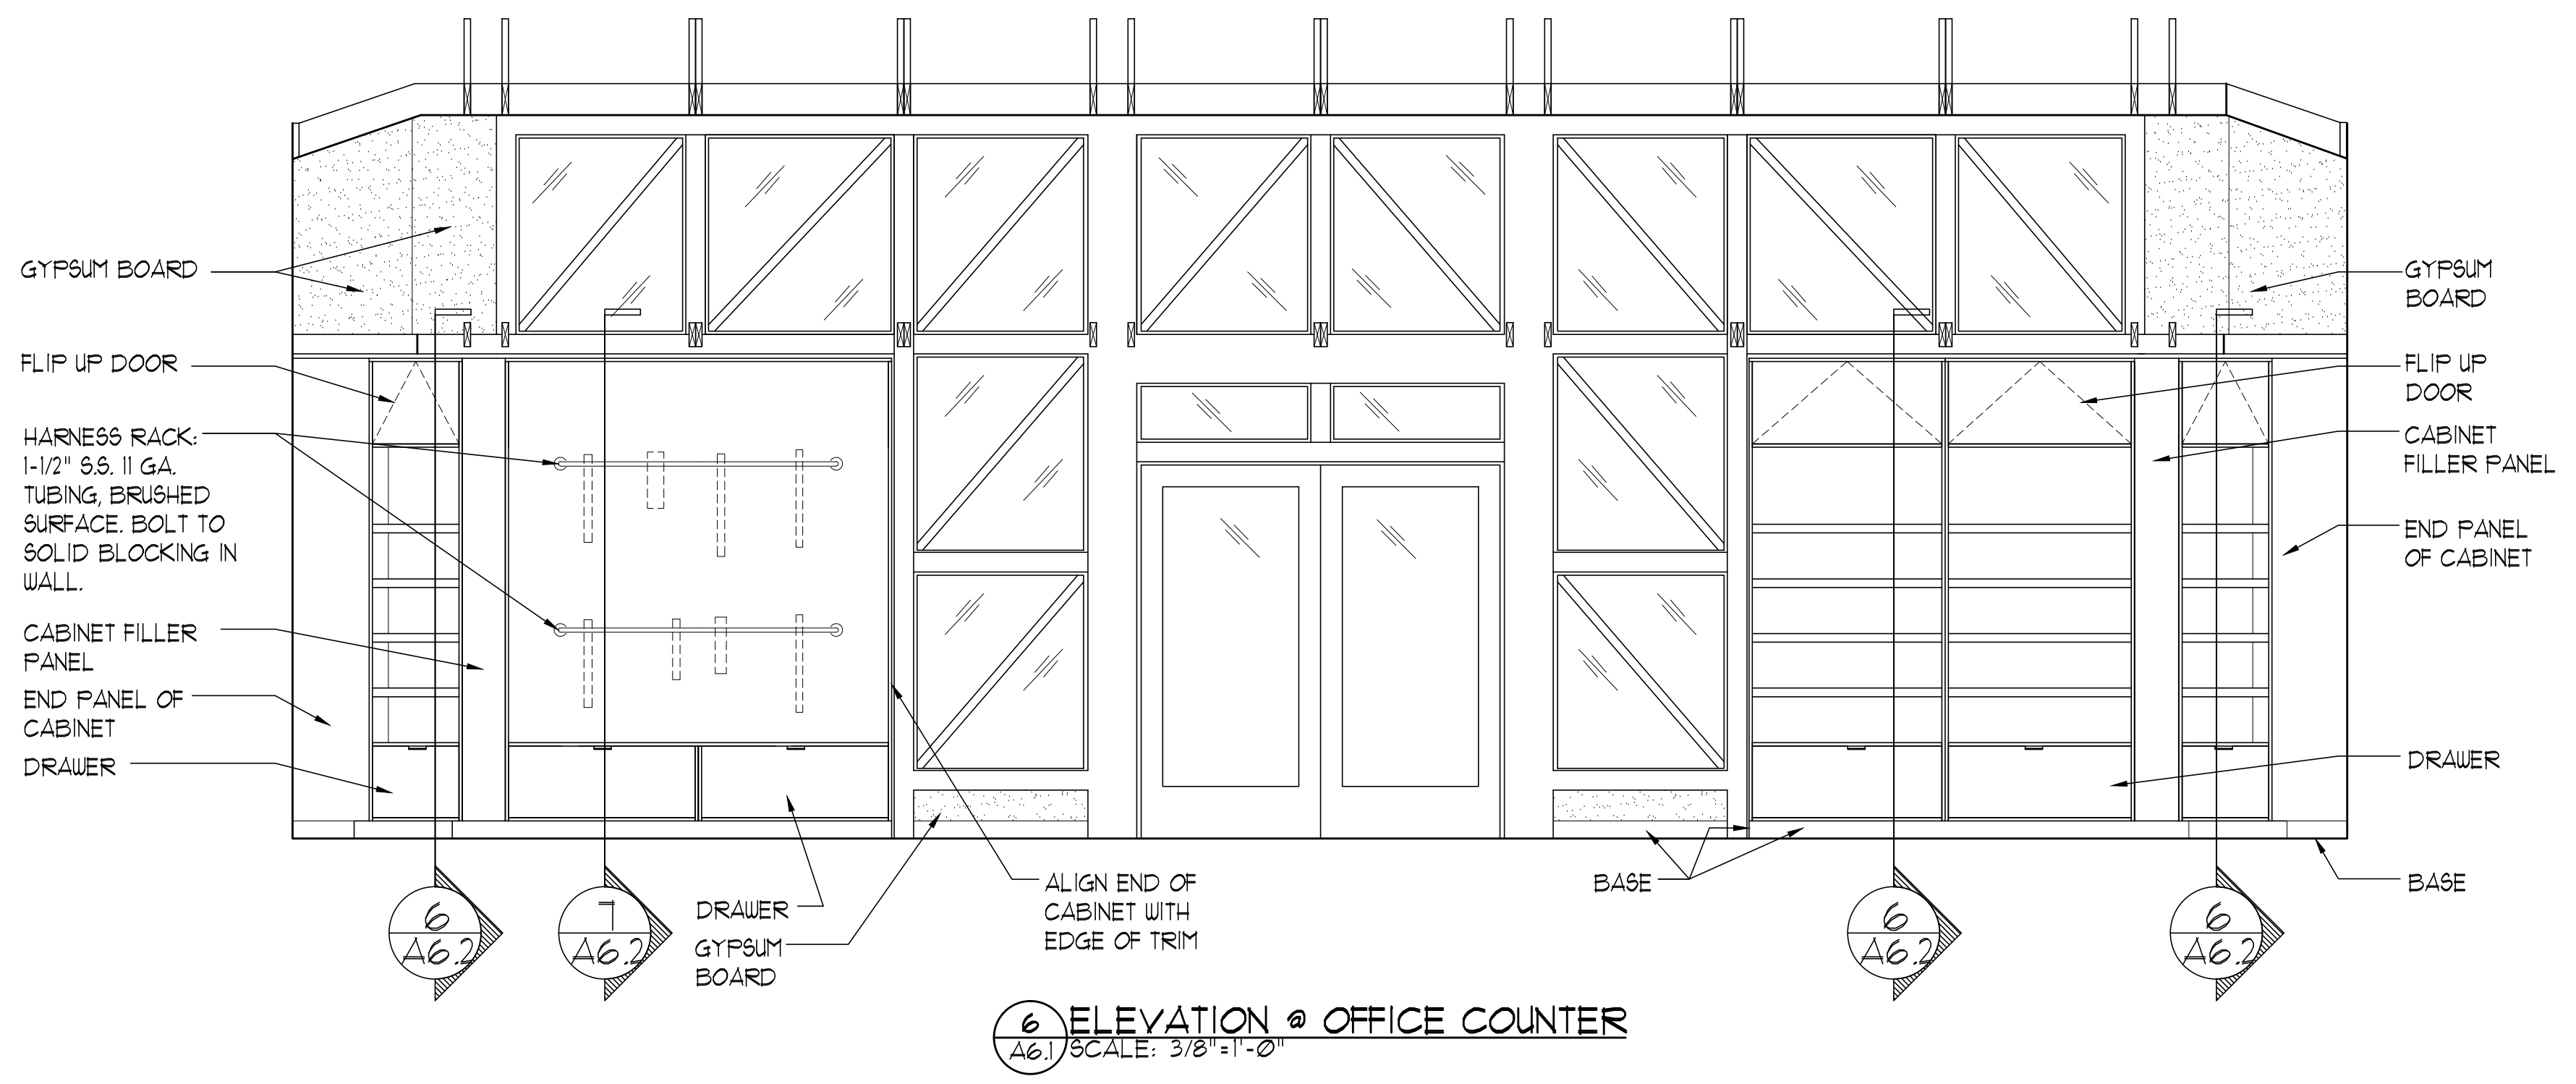 GYPSUM BOARD
FLIP UP DOOR
HARNESS RACK:
1-1/2" S.S. 11 GA.
TUBING, BRUSHED
SURFACE. BOLT TO
SOLID BLOCKING IN
WALL.
CABINET FILLER
PANEL
END PANEL OF
CABINET
DRAWER
GYPSUM
BOARD
FLIP UP
DOOR
CABINET
FILLER PANEL
END PANEL
OF CABINET
DRAWER
BASE
BASE
ALIGN END OF
CABINET WITH
EDGE OF TRIM
DRAWER
GYPSUM
BOARD
6
A6.2
7
A6.2
6
A6.2
6
A6.2
6
A6.1
ELEVATION @ OFFICE COUNTER
SCALE: 3/8"=1'-0"